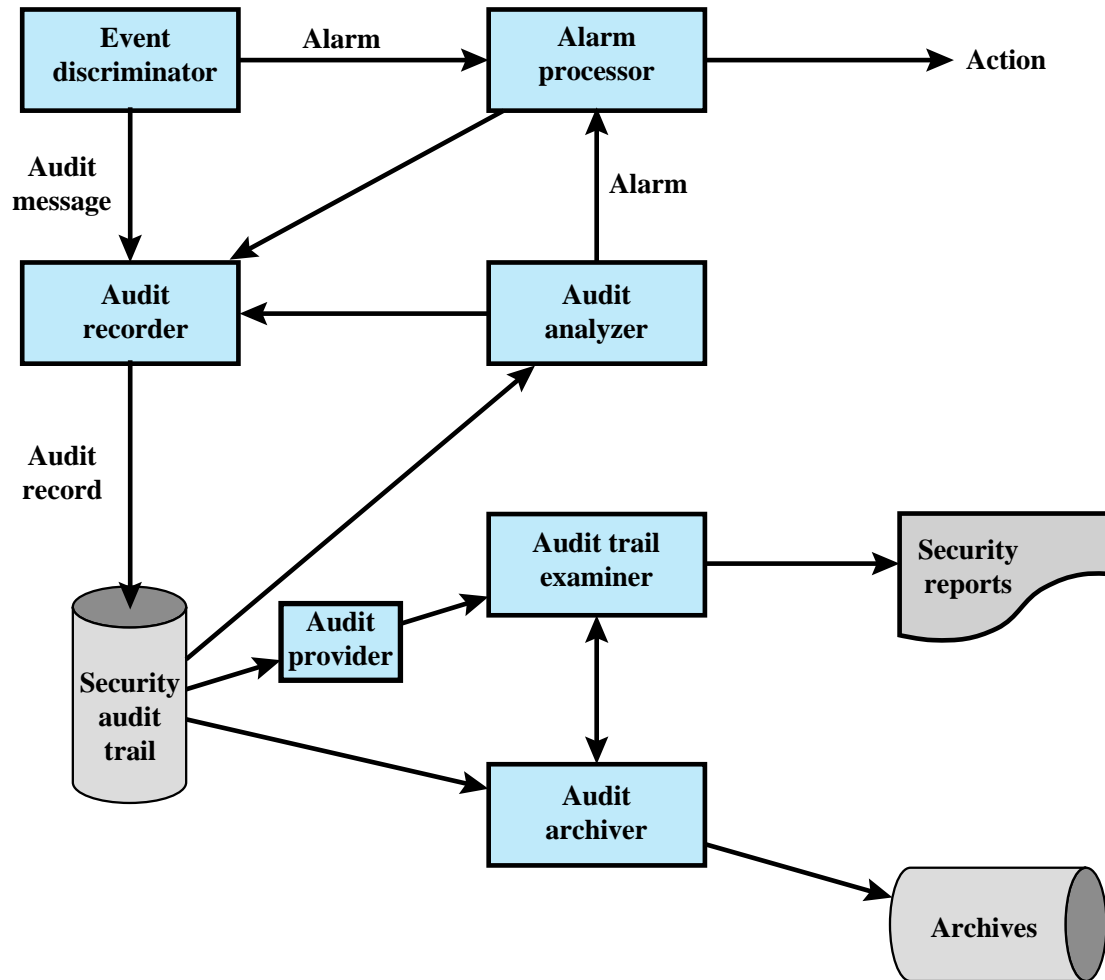 Event
discriminator
Alarm
Alarm
processor
Action
Audit
message
Alarm
Audit
recorder
Audit
analyzer
Audit
record
Audit trail
examiner
Security
reports
Audit
provider
Security
audit
trail
Audit
archiver
Archives